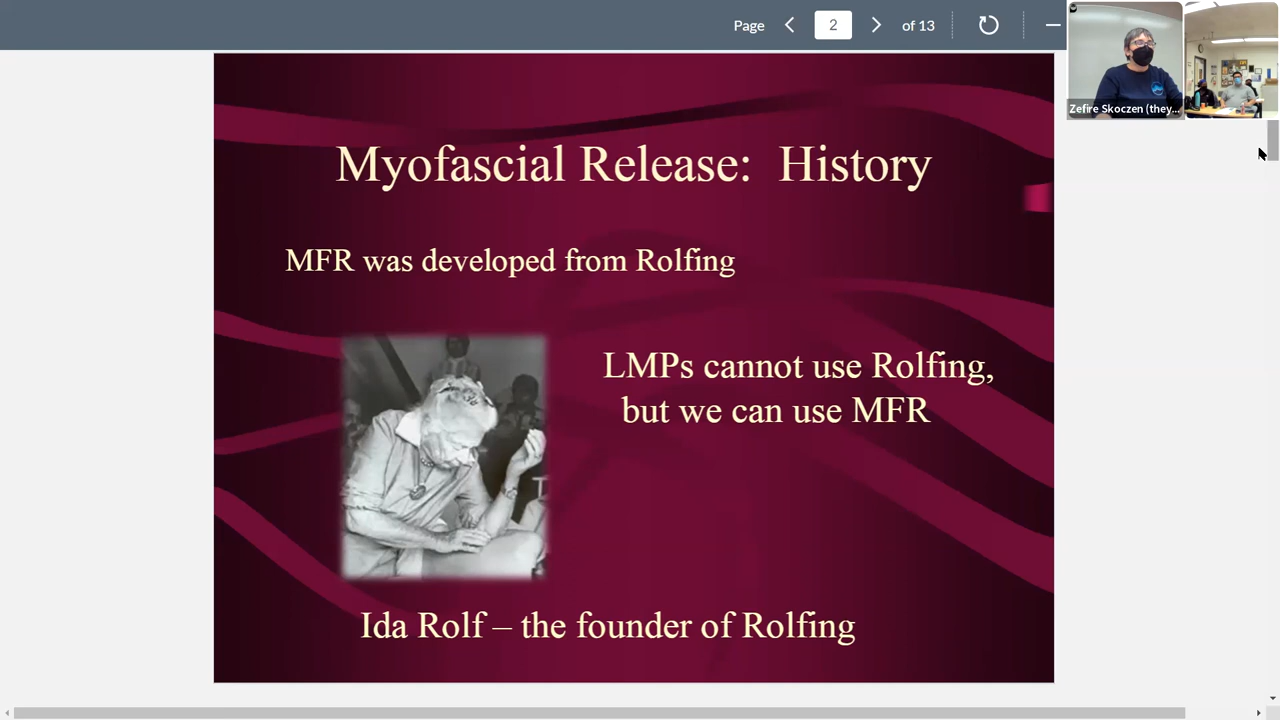 Page 2 of 13
Zefire Skoczen (they...
Myofascial Release: History
MFR was developed from Rolfing
LMPs cannot use Rolfing,
but we can use MFR
Ida Rolf – the founder of Rolfing